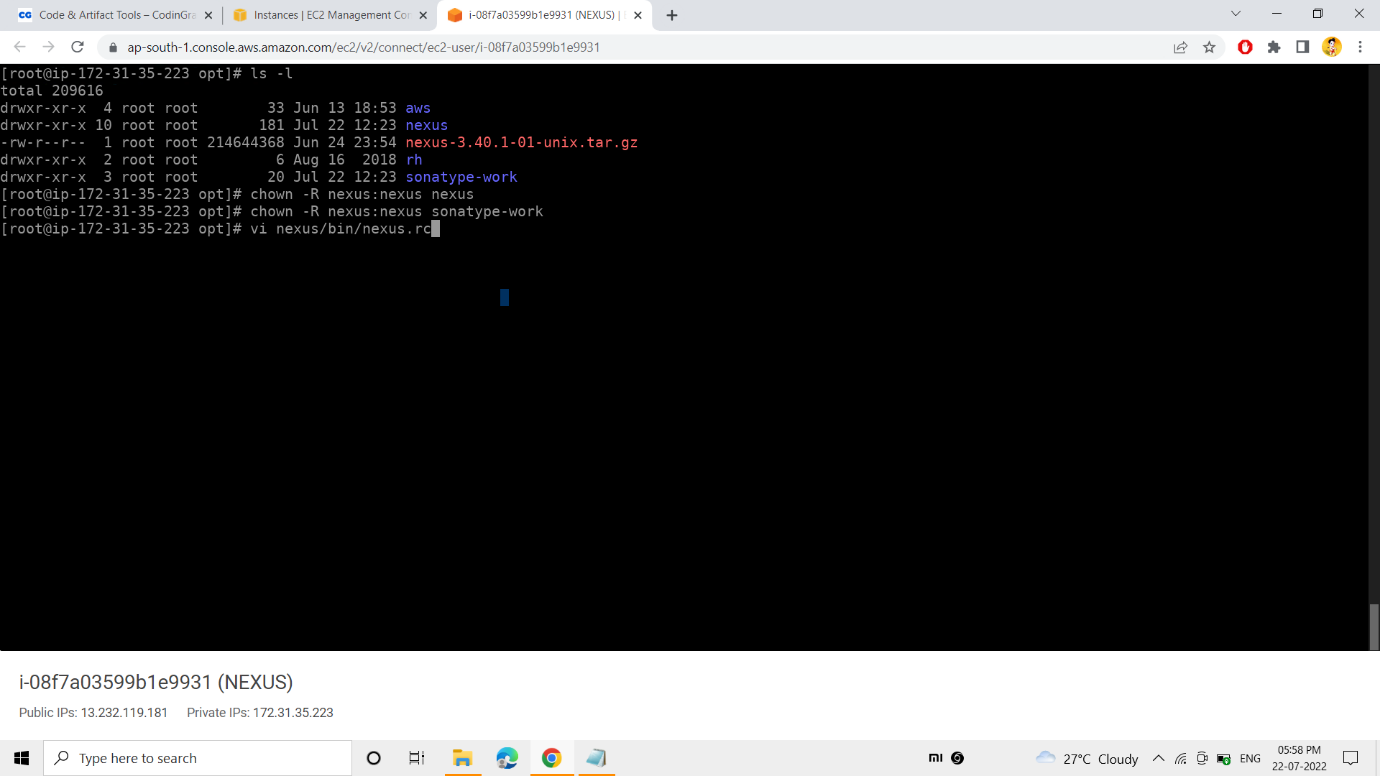 Code & Artifact Tools – CodinGra
Instances | EC2 Management Con
i-08f7a03599b1e9931 (NEXUS) |
ap-south-1.console.aws.amazon.com/ec2/v2/connect/ec2-user/i-08f7a03599b1e9931
[root@ip-172-31-35-223 opt]# ls -l
total 209616
drwxr-xr-x  4 root root        33 Jun 13 18:53 aws
drwxr-xr-x 10 root root       181 Jul 22 12:23 nexus
-rw-r--r--  1 root root 214644368 Jun 24 23:54 nexus-3.40.1-01-unix.tar.gz
drwxr-xr-x  2 root root         6 Aug 16  2018 rh
drwxr-xr-x  3 root root        20 Jul 22 12:23 sonatype-work
[root@ip-172-31-35-223 opt]# chown -R nexus:nexus nexus
[root@ip-172-31-35-223 opt]# chown -R nexus:nexus sonatype-work
[root@ip-172-31-35-223 opt]# vi nexus/bin/nexus.rc
i-08f7a03599b1e9931 (NEXUS)
Public IPs: 13.232.119.181 Private IPs: 172.31.35.223
Type here to search
27°C Cloudy
ENG
05:58 PM
22-07-2022